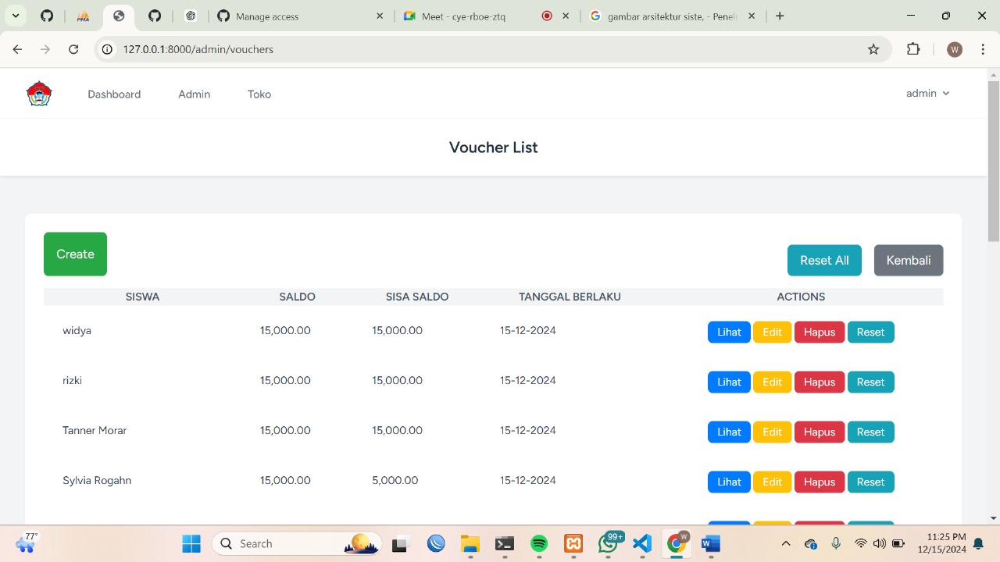 PMA
Manage access
Meet - cye-rboe-ztq
gambar arsitektur siste, - Penel
127.0.0.1:8000/admin/vouchers
W
Dashboard Admin Toko admin
Voucher List
Create
Reset All Kembali
SISWA SALDO SISA SALDO TANGGAL BERLAKU ACTIONS
widya 15,000.00 15,000.00 15-12-2024 Lihat Edit Hapus Reset
rizki 15,000.00 15,000.00 15-12-2024 Lihat Edit Hapus Reset
Tanner Morar 15,000.00 15,000.00 15-12-2024 Lihat Edit Hapus Reset
Sylvia Rogahn 15,000.00 5,000.00 15-12-2024 Lihat Edit Hapus Reset
77°
Search
99+
W
W
11:25 PM
12/15/2024